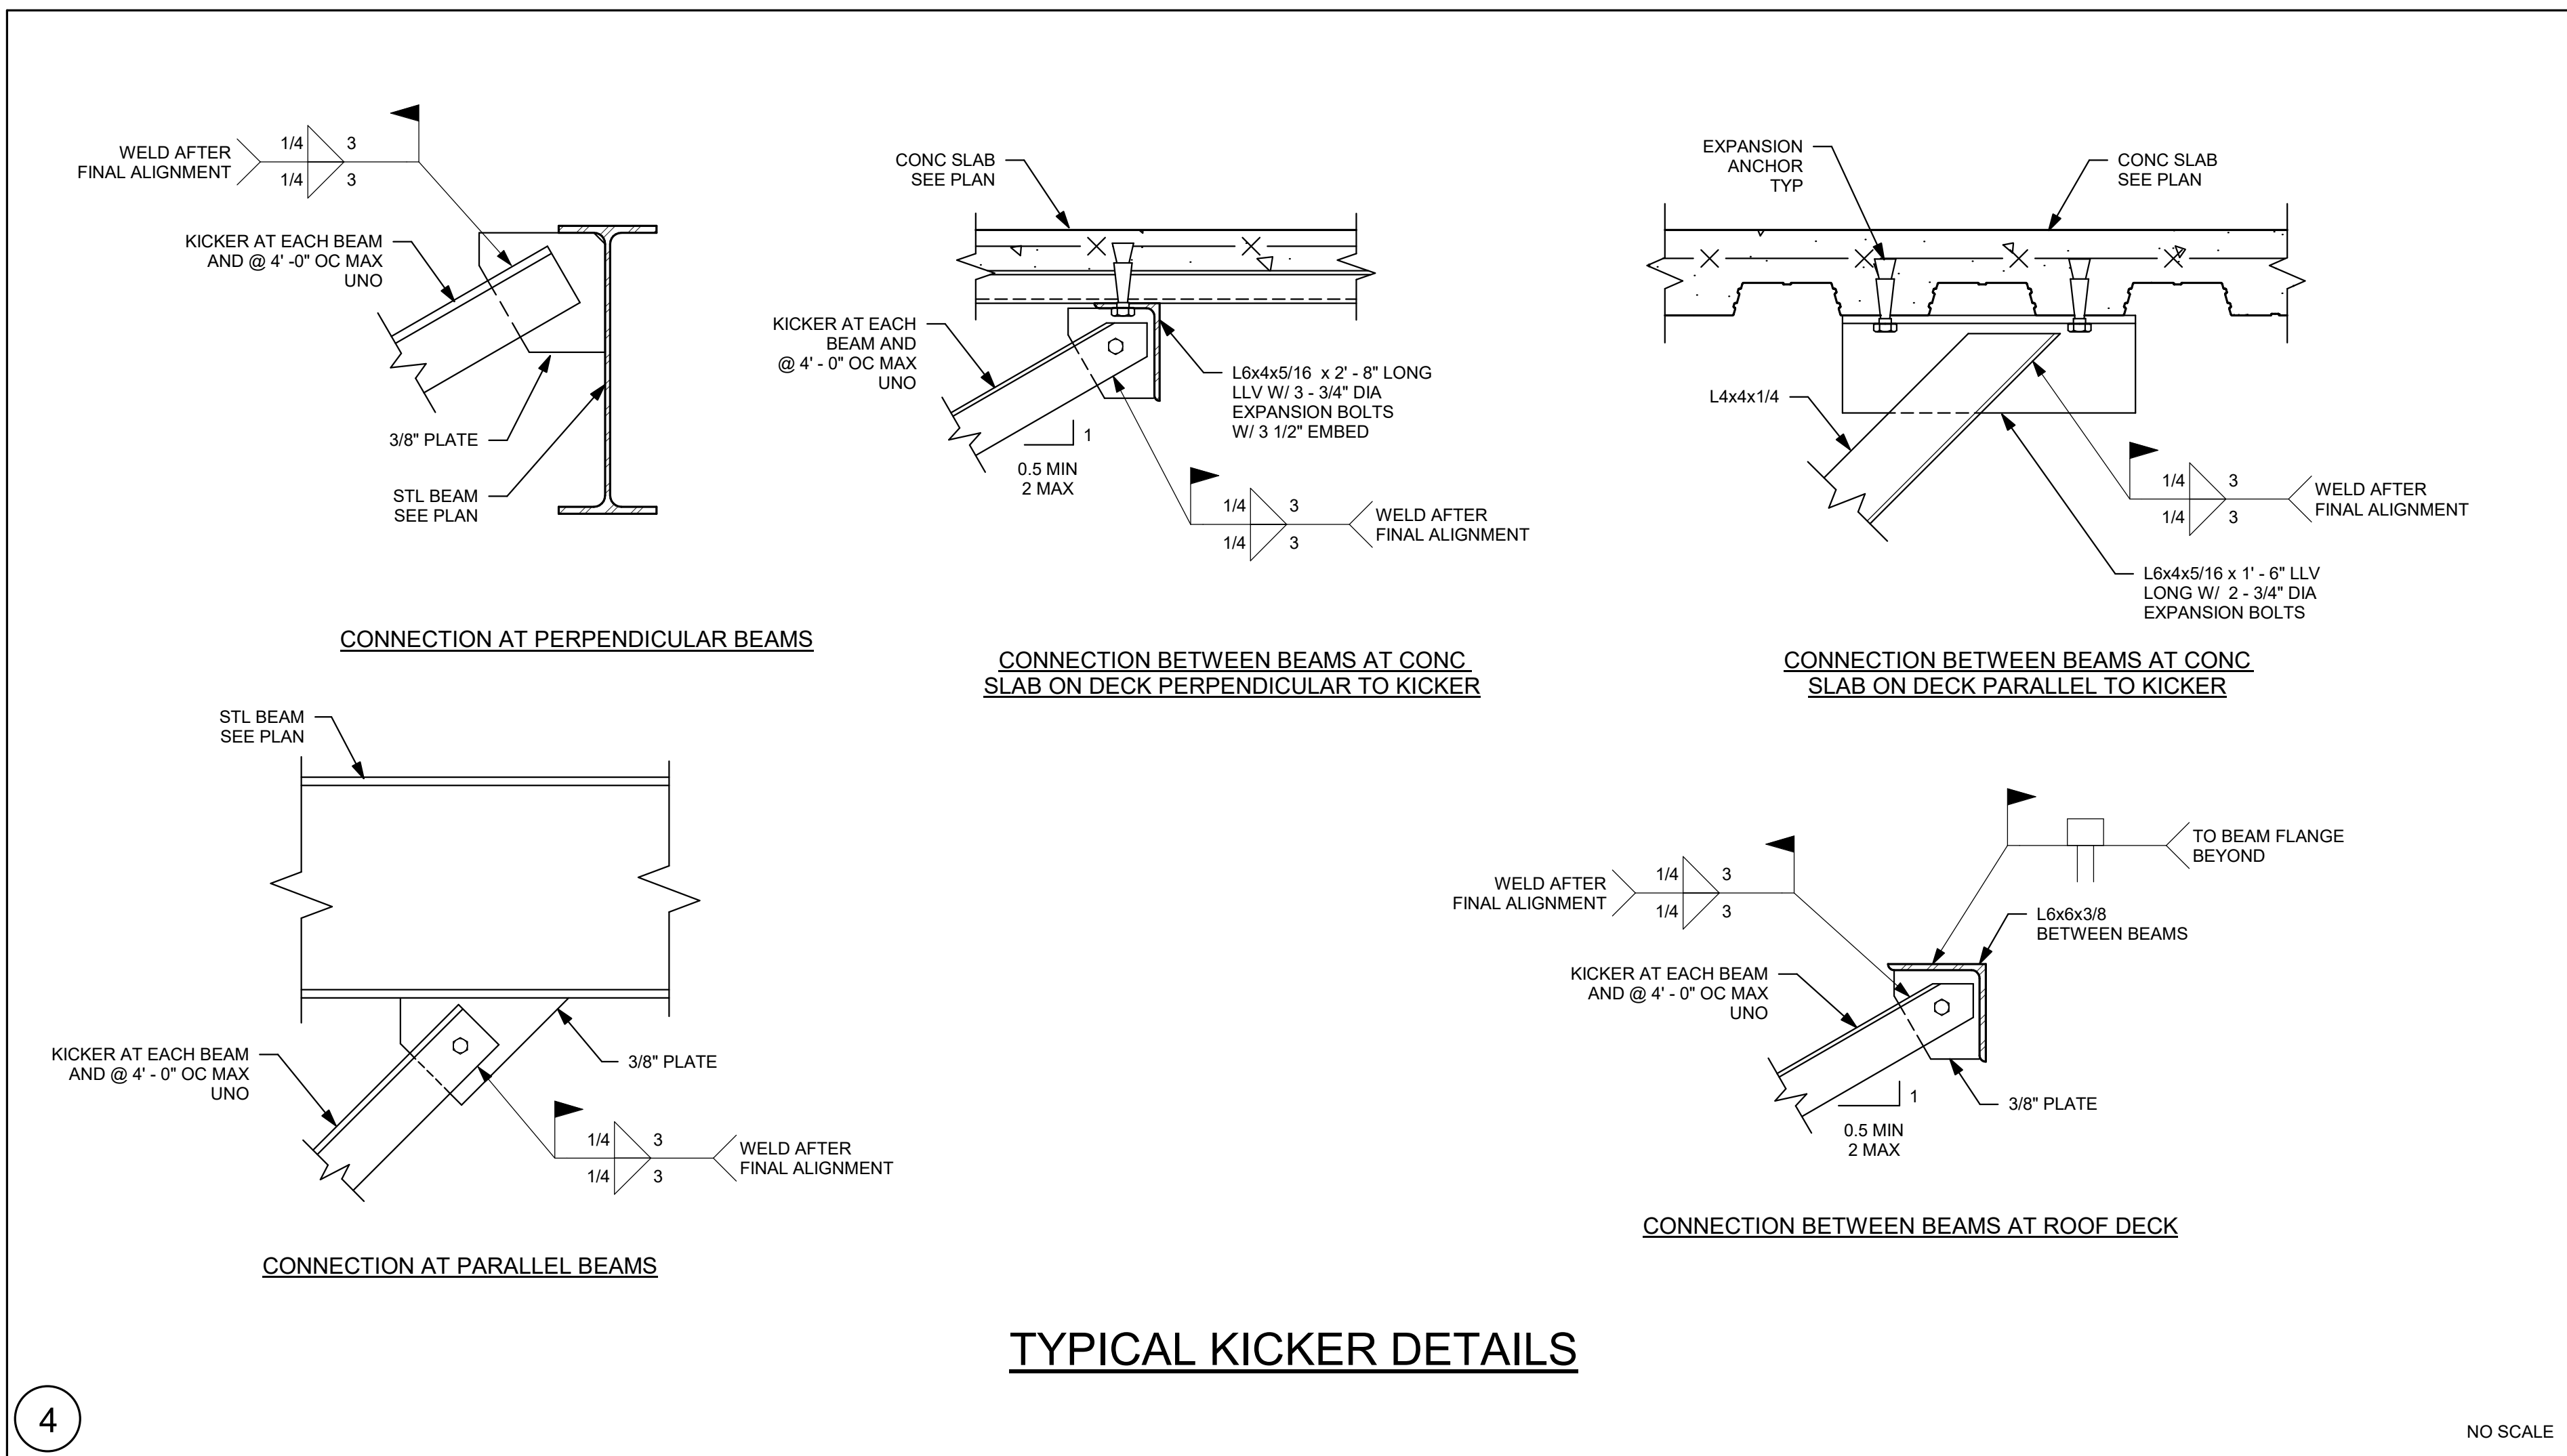 WELD AFTER
FINAL ALIGNMENT
1/4 3
1/4 3
KICKER AT EACH BEAM
AND @ 4' -0" OC MAX
UNO
3/8" PLATE
STL BEAM
SEE PLAN
CONNECTION AT PERPENDICULAR BEAMS
CONC SLAB
SEE PLAN
KICKER AT EACH
BEAM AND
@ 4' - 0" OC MAX
UNO
L6x4x5/16 x 2' - 8" LONG
LLV W/ 3 - 3/4" DIA
EXPANSION BOLTS
W/ 3 1/2" EMBED
1
0.5 MIN
2 MAX
1/4 3
1/4 3
WELD AFTER
FINAL ALIGNMENT
CONNECTION BETWEEN BEAMS AT CONC
SLAB ON DECK PERPENDICULAR TO KICKER
EXPANSION
ANCHOR
TYP
CONC SLAB
SEE PLAN
L4x4x1/4
1/4 3
1/4 3
WELD AFTER
FINAL ALIGNMENT
L6x4x5/16 x 1' - 6" LLV
LONG W/ 2 - 3/4" DIA
EXPANSION BOLTS
CONNECTION BETWEEN BEAMS AT CONC
SLAB ON DECK PARALLEL TO KICKER
STL BEAM
SEE PLAN
KICKER AT EACH BEAM
AND @ 4' - 0" OC MAX
UNO
3/8" PLATE
1/4 3
1/4 3
WELD AFTER
FINAL ALIGNMENT
CONNECTION AT PARALLEL BEAMS
TO BEAM FLANGE
BEYOND
WELD AFTER
FINAL ALIGNMENT
1/4 3
1/4 3
L6x6x3/8
BETWEEN BEAMS
KICKER AT EACH BEAM
AND @ 4' - 0" OC MAX
UNO
1
0.5 MIN
2 MAX
3/8" PLATE
CONNECTION BETWEEN BEAMS AT ROOF DECK
TYPICAL KICKER DETAILS
4
NO SCALE